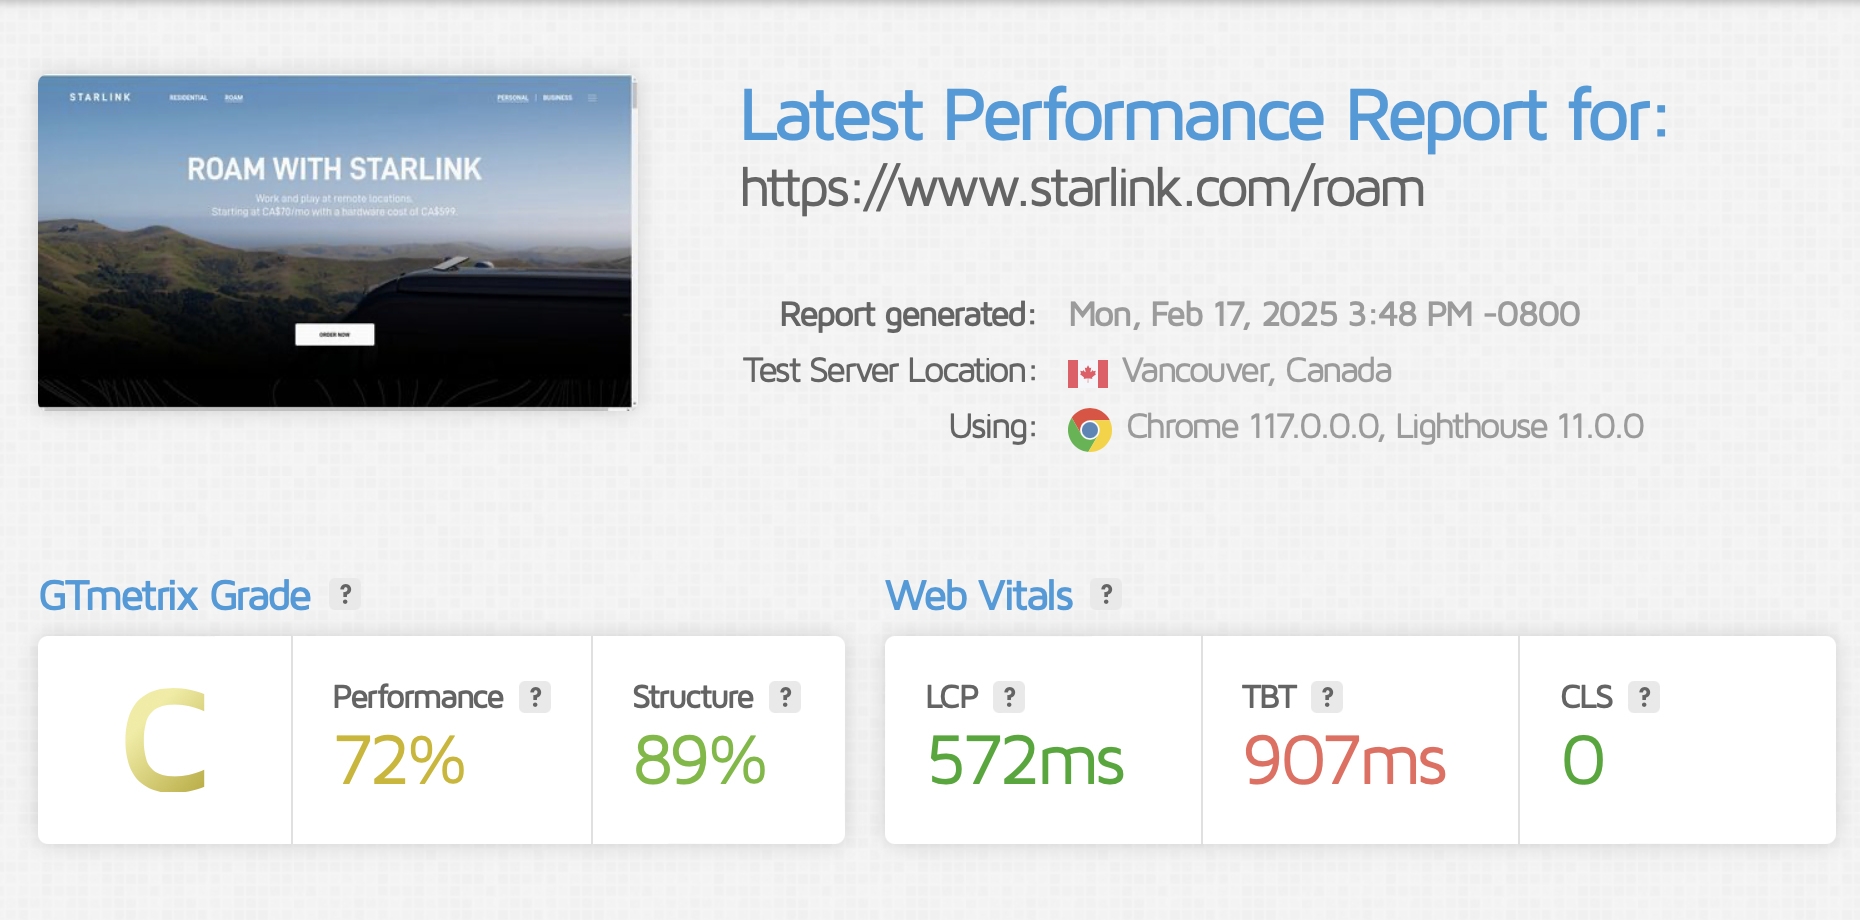 STARLINK RESIDENTIAL ROAM PERSONAL | BUSINESS
ROAM WITH STARLINK
Work and play at remote locations.
Starting at CA$70/mo with a hardware cost of CA$599.
ORDER NOW
Latest Performance Report for:
https://www.starlink.com/roam
Report generated: Mon, Feb 17, 2025 3:48 PM -0800
Test Server Location: Vancouver, Canada
Using: Chrome 117.0.0.0, Lighthouse 11.0.0
GTmetrix Grade ?
C
Performance ?
72%
Structure ?
89%
Web Vitals ?
LCP ?
572ms
TBT ?
907ms
CLS ?
0